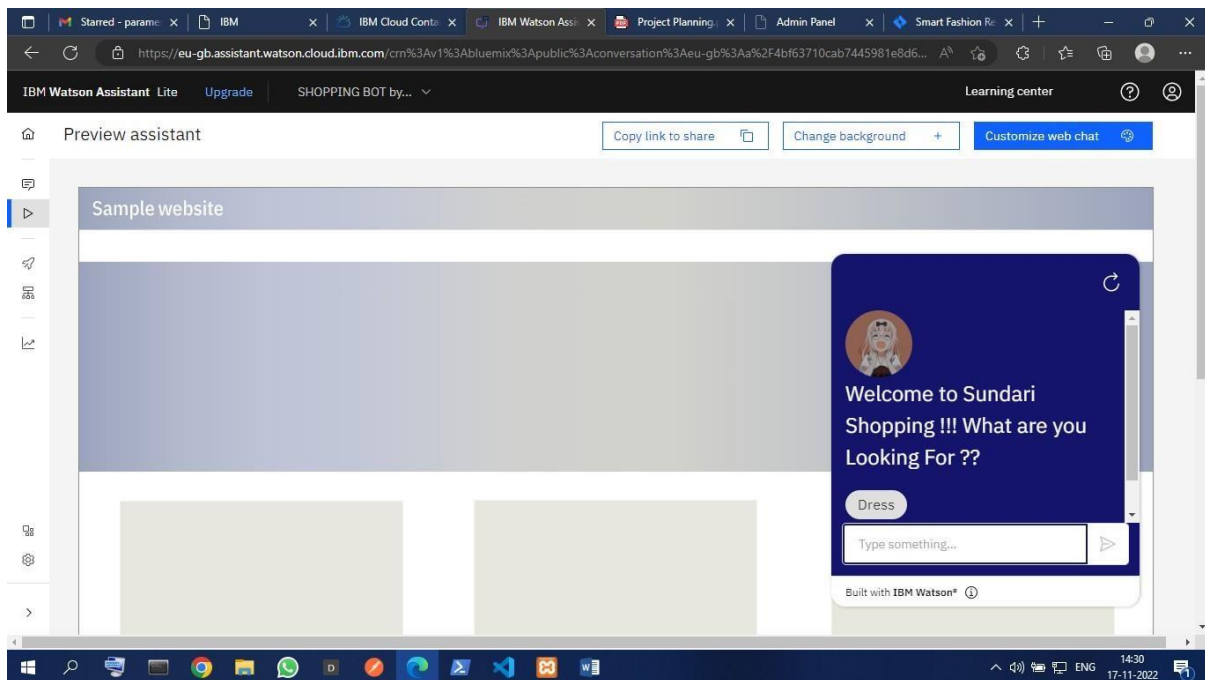 Starred - parame
IBM
IBM Cloud Conta
IBM Watson Assis
Project Planning.
Admin Panel
Smart Fashion Re
https://eu-gb.assistant.watson.cloud.ibm.com/crn%3Av1%3Abluemix%3Apublic%3Aconversation%3Aeu-gb%3Aa%2F4bf63710cab7445981e8d6...
IBM Watson Assistant Lite Upgrade SHOPPING BOT by... Learning center
Preview assistant
Copy link to share
Change background +
Customize web chat
Sample website
Welcome to Sundari
Shopping !!! What are you
Looking For ??
Dress
Type something...
Built with IBM Watson®
ENG
14:30
17-11-2022